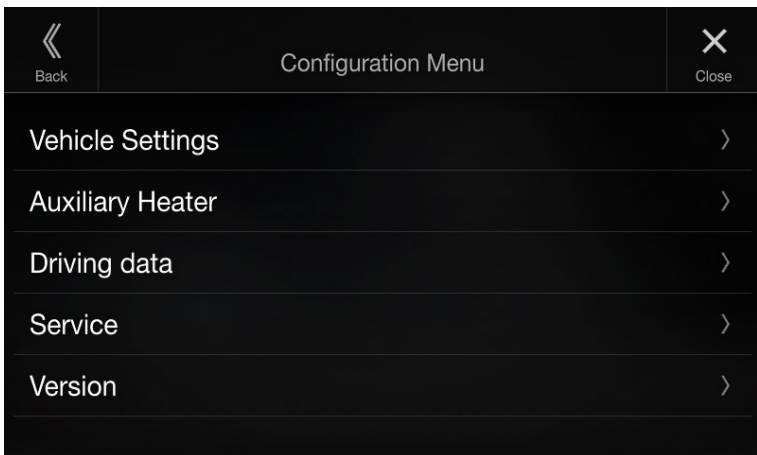 Back
Configuration Menu
Close
Vehicle Settings
Auxiliary Heater
Driving data
Service
Version